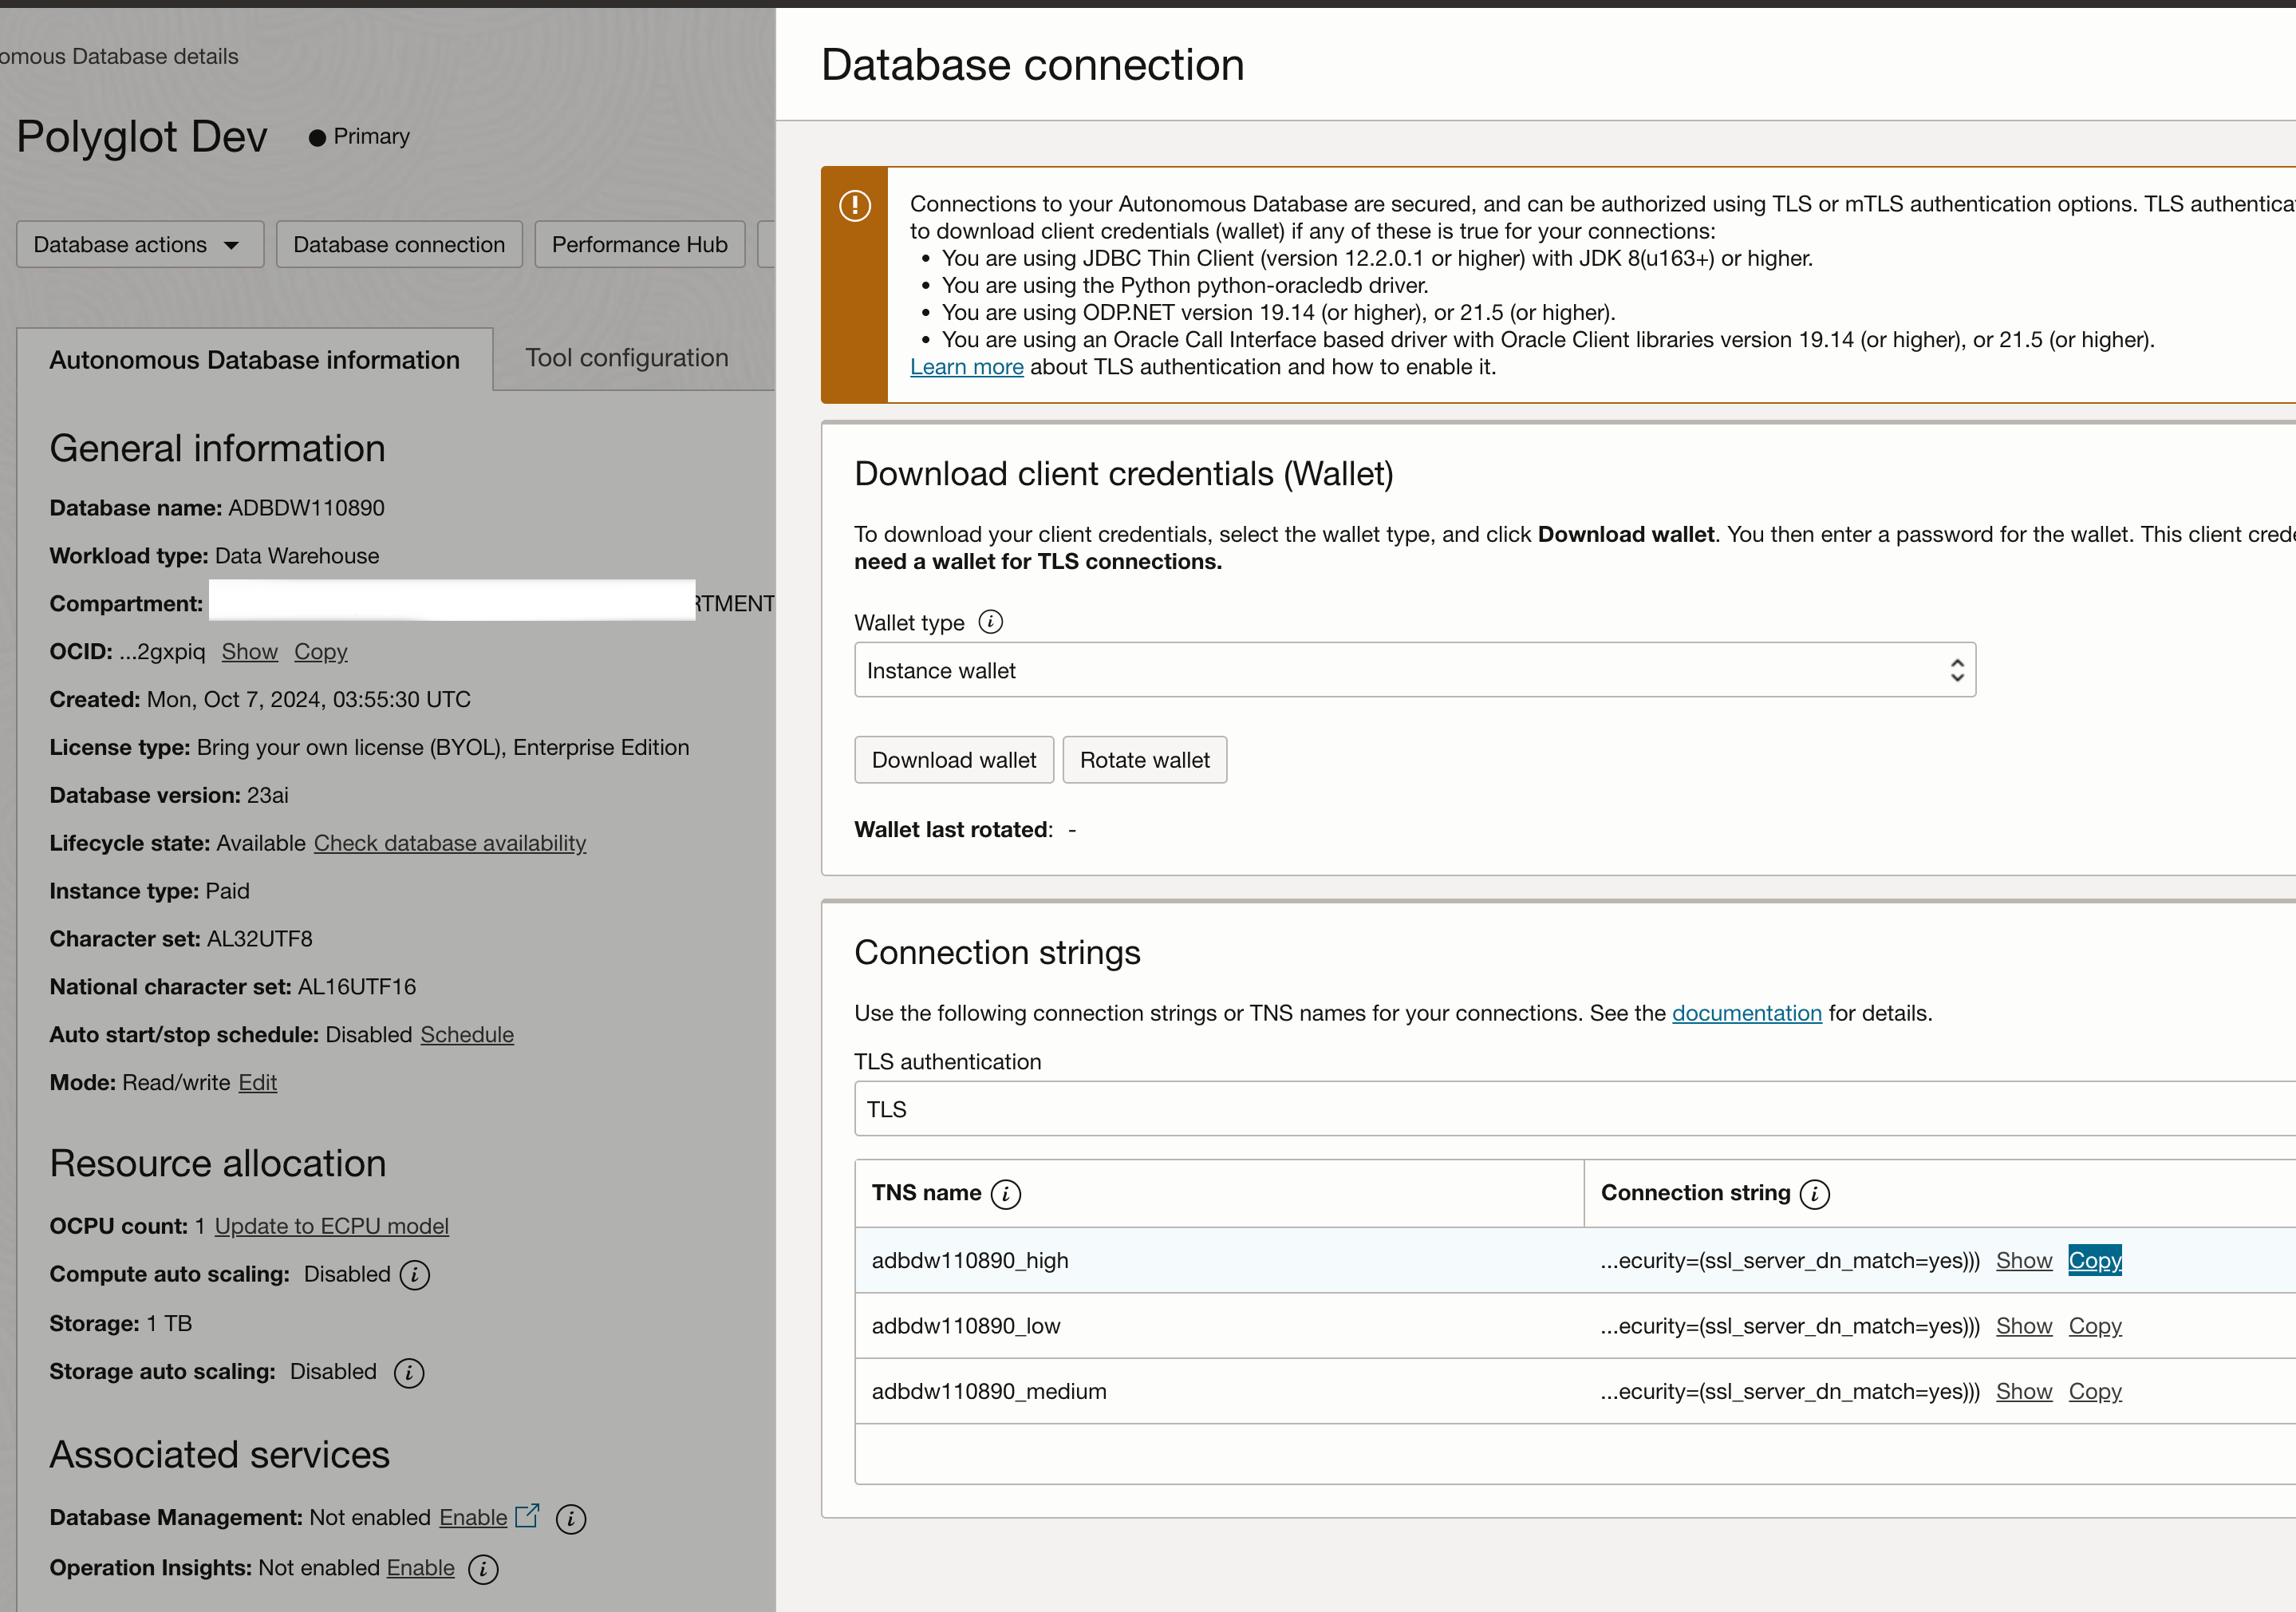 omous Database details
Polyglot Dev
Primary
Database actions
Database connection
Performance Hub
Autonomous Database information
Tool configuration
General information
Database name: ADBDW110890
Workload type: Data Warehouse
Compartment: RTMENT
OCID: ...2gxpiq Show Copy
Created: Mon, Oct 7, 2024, 03:55:30 UTC
License type: Bring your own license (BYOL), Enterprise Edition
Database version: 23ai
Lifecycle state: Available Check database availability
Instance type: Paid
Character set: AL32UTF8
National character set: AL16UTF16
Auto start/stop schedule: Disabled Schedule
Mode: Read/write Edit
Resource allocation
OCPU count: 1 Update to ECPU model
Compute auto scaling: Disabled
Storage: 1 TB
Storage auto scaling: Disabled
Associated services
Database Management: Not enabled Enable
Operation Insights: Not enabled Enable
Database connection
Connections to your Autonomous Database are secured, and can be authorized using TLS or mTLS authentication options. TLS authentica
to download client credentials (wallet) if any of these is true for your connections:
• You are using JDBC Thin Client (version 12.2.0.1 or higher) with JDK 8(u163+) or higher.
• You are using the Python python-oracledb driver.
• You are using ODP.NET version 19.14 (or higher), or 21.5 (or higher).
• You are using an Oracle Call Interface based driver with Oracle Client libraries version 19.14 (or higher), or 21.5 (or higher).
Learn more about TLS authentication and how to enable it.
Download client credentials (Wallet)
To download your client credentials, select the wallet type, and click Download wallet. You then enter a password for the wallet. This client crede
need a wallet for TLS connections.
Wallet type
Instance wallet
Download wallet
Rotate wallet
Wallet last rotated: -
Connection strings
Use the following connection strings or TNS names for your connections. See the documentation for details.
TLS authentication
TLS
TNS name Connection string
adbdw110890_high ...ecurity=(ssl_server_dn_match=yes))) Show Copy
adbdw110890_low ...ecurity=(ssl_server_dn_match=yes))) Show Copy
adbdw110890_medium ...ecurity=(ssl_server_dn_match=yes))) Show Copy